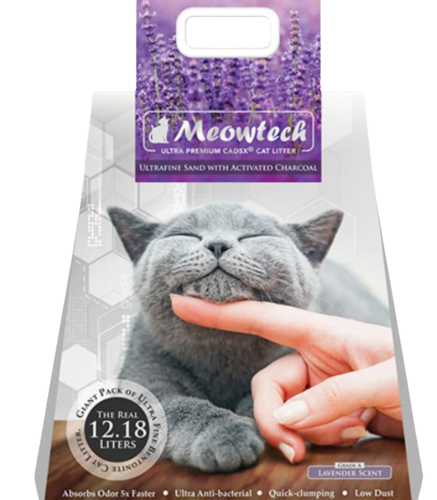 Meowtech
ULTRA PREMIUM CADSX® CAT LITTER
ULTRAFINE SAND WITH ACTIVATED CHARCOAL
GIANT PACK OF ULTRA FINE BENTONITE CAT LITTER
THE REAL
12.18
LITERS
GRADE A
LAVENDER SCENT
Absorbs Odor 5x Faster • Ultra Anti-bacterial • Quick-clumping • Low Dust